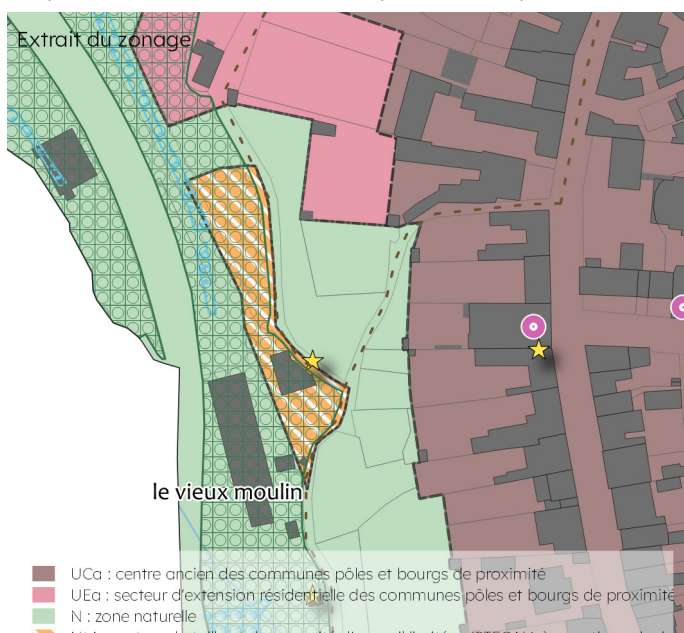 Extrait du zonage
le vieux moulin
UCa : centre ancien des communes pôles et bourgs de proximité
UEa : secteur d'extension résidentielle des communes pôles et bourgs de proximité
N : zone naturelle